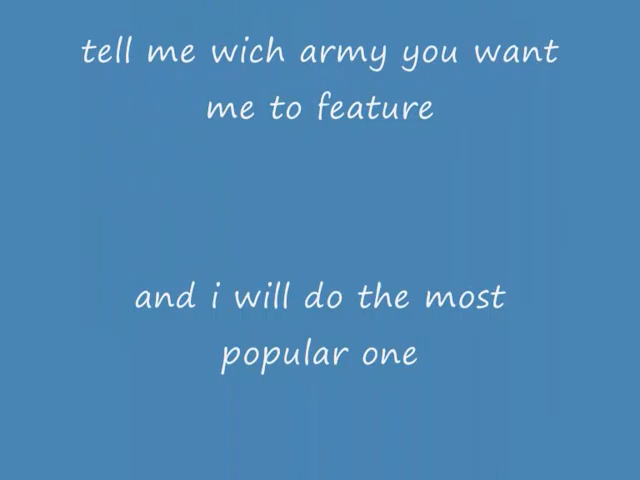 tell me wich army you want
me to feature
and i will do the most
popular one